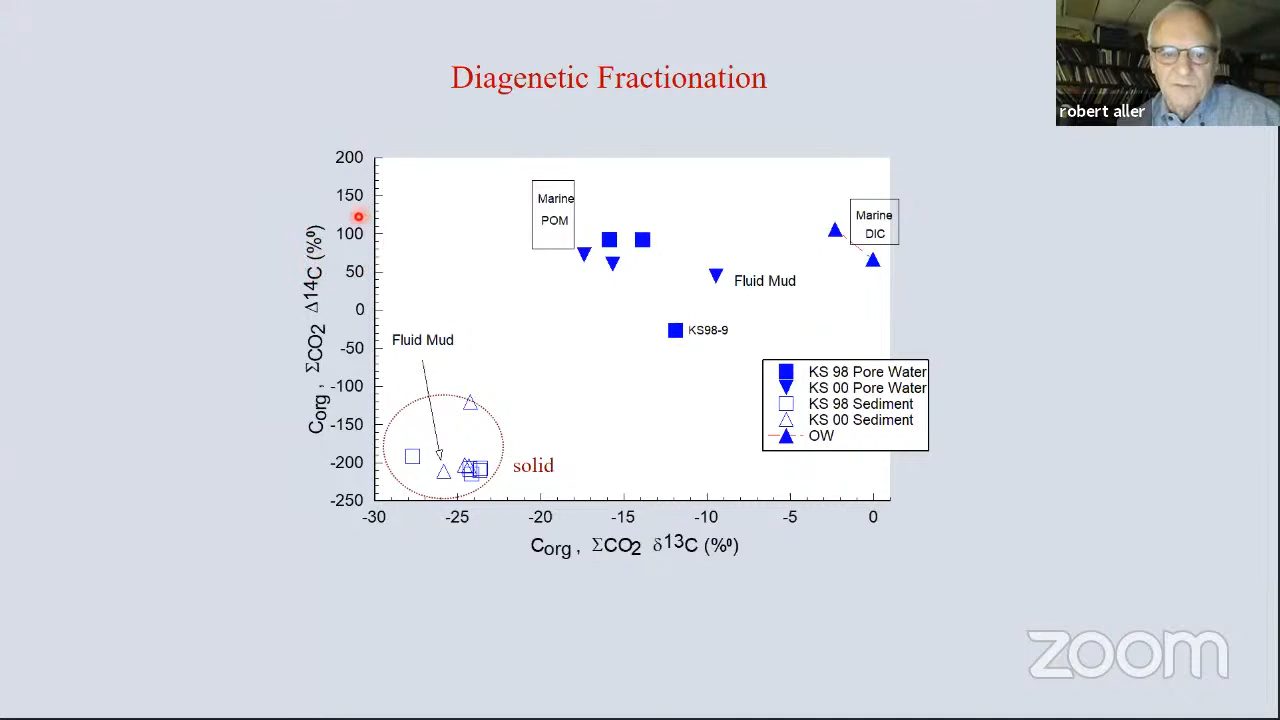 Diagenetic Fractionation
robert aller
200
150
100
50
0
-50
-100
-150
-200
-250
Corg , ΣCO2 Δ14C (%⁰)
Marine
POM
Marine
DIC
Fluid Mud
KS98-9
Fluid Mud
solid
KS 98 Pore Water
KS 00 Pore Water
KS 98 Sediment
KS 00 Sediment
OW
-30 -25 -20 -15 -10 -5 0
Corg , ΣCO2 δ13C (%⁰)
zoom